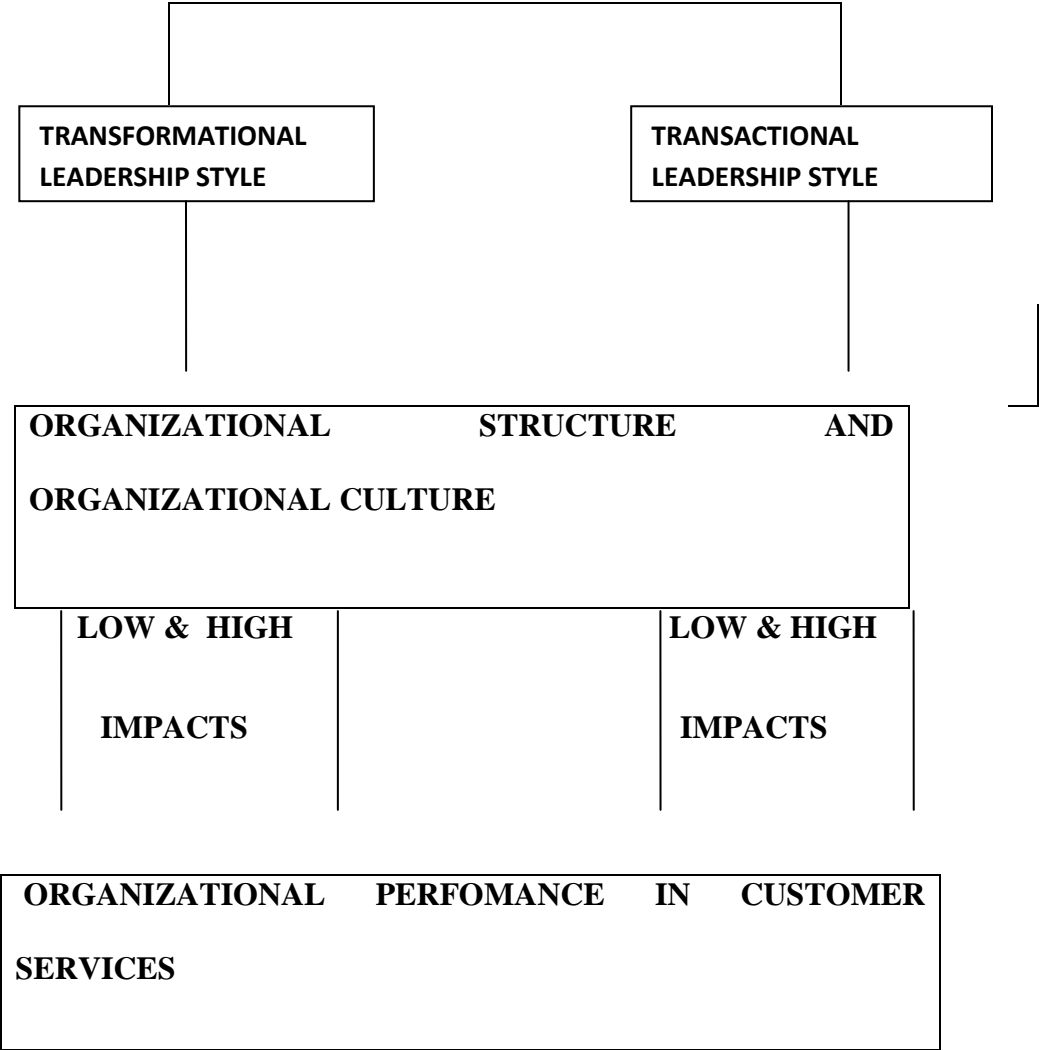 TRANSFORMATIONAL
LEADERSHIP STYLE
TRANSACTIONAL
LEADERSHIP STYLE
ORGANIZATIONAL STRUCTURE AND
ORGANIZATIONAL CULTURE
LOW & HIGH
IMPACTS
LOW & HIGH
IMPACTS
ORGANIZATIONAL PERFOMANCE IN CUSTOMER
SERVICES